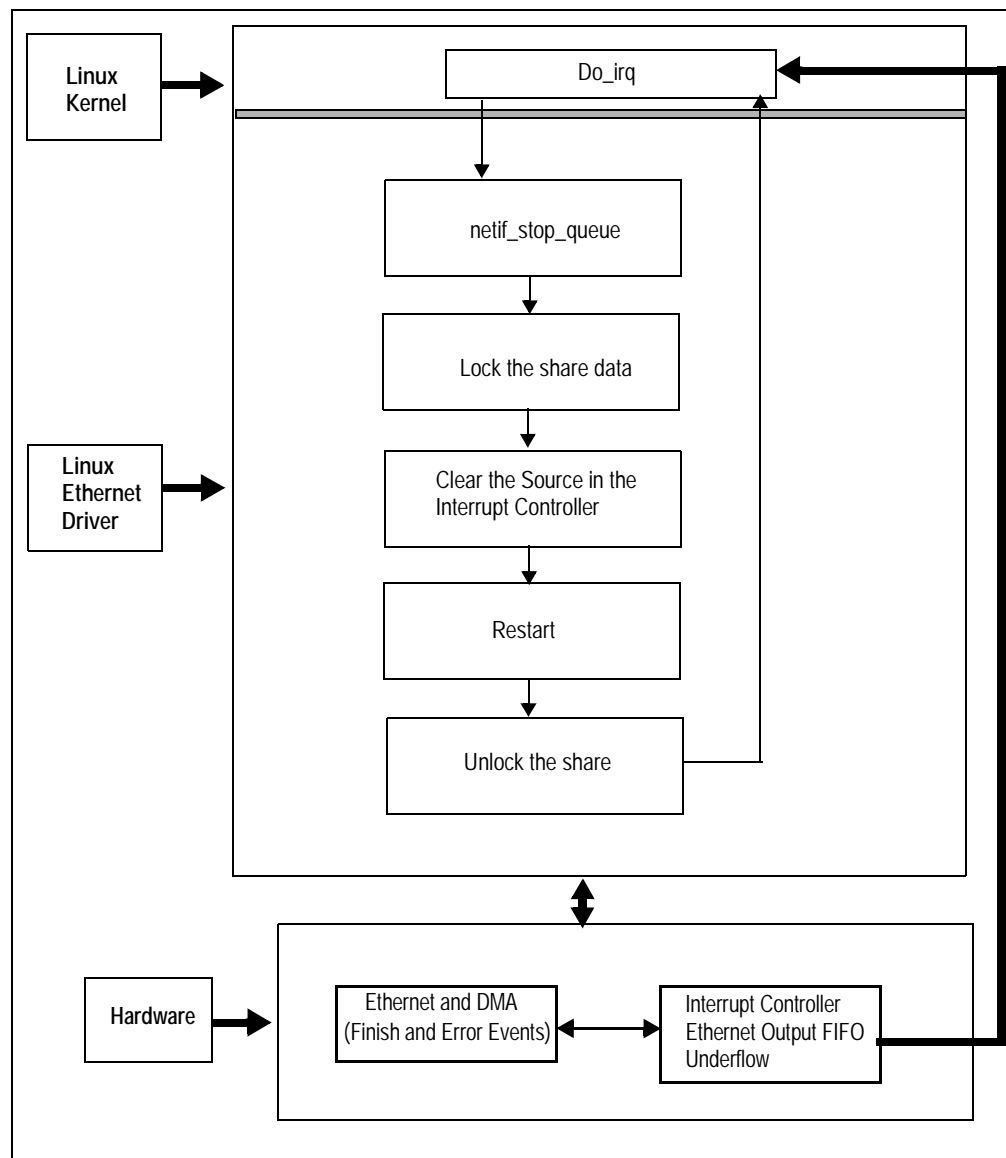 Linux
Kernel
Do_irq
netif_stop_queue
Lock the share data
Linux
Ethernet
Driver
Clear the Source in the
Interrupt Controller
Restart
Unlock the share
Hardware
Ethernet and DMA
(Finish and Error Events)
Interrupt Controller
Ethernet Output FIFO
Underflow